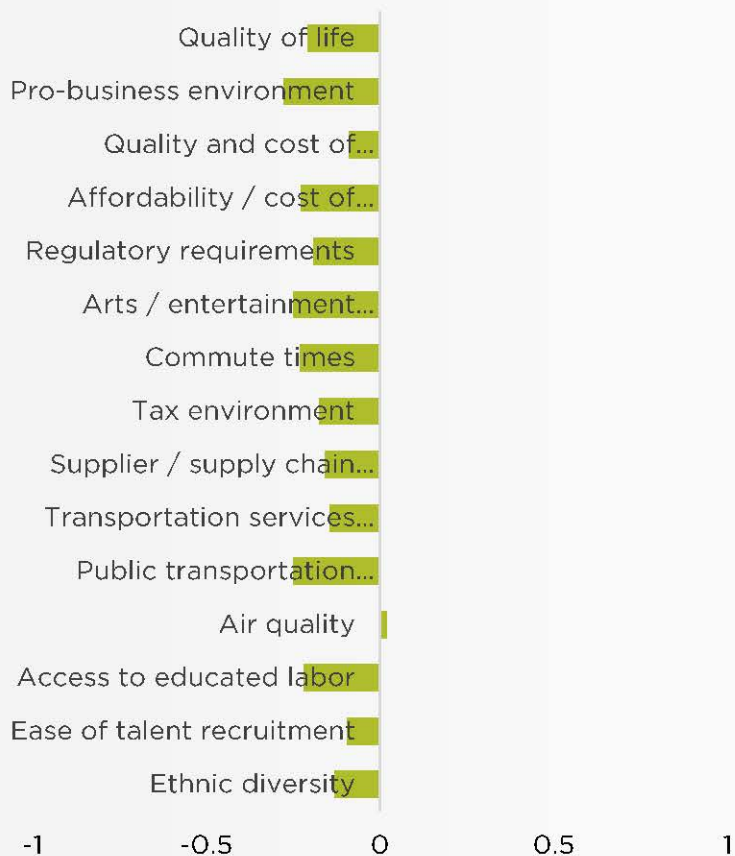 Quality of life
Pro-business environment
Quality and cost of...
Affordability / cost of...
Regulatory requirements
Arts / entertainment...
Commute times
Tax environment
Supplier / supply chain...
Transportation services...
Public transportation...
Air quality
Access to educated labor
Ease of talent recruitment
Ethnic diversity
-1 -0.5 0 0.5 1